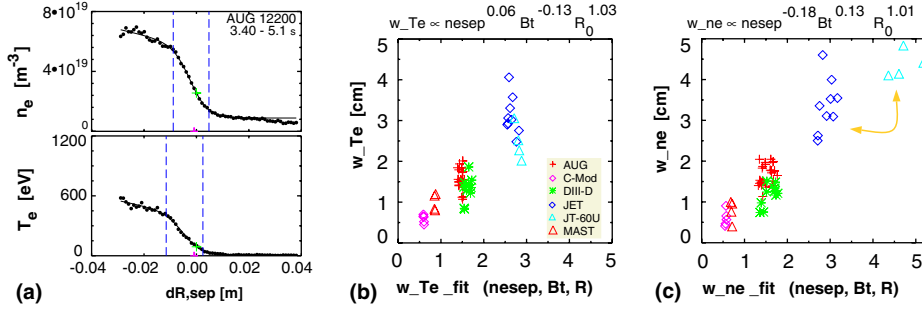 AUG 12200
3.40 - 5.1 s
8•10^19
4•10^19
0
n_e [m^-3]
1200
600
0
T_e [eV]
-0.04 -0.02 0.00 0.02 0.04
dR,sep [m]
(a)
w_Te ∝ nesep^0.06 Bt^-0.13 R_0^1.03
5
4
3
2
1
0
w_Te [cm]
AUG
C-Mod
DIII-D
JET
JT-60U
MAST
0 1 2 3 4 5
w_Te _fit (nesep, Bt, R)
(b)
w_ne ∝ nesep^-0.18 Bt^0.13 R_0^1.01
5
4
3
2
1
0
w_ne [cm]
0 1 2 3 4 5
w_ne _fit (nesep, Bt, R)
(c)